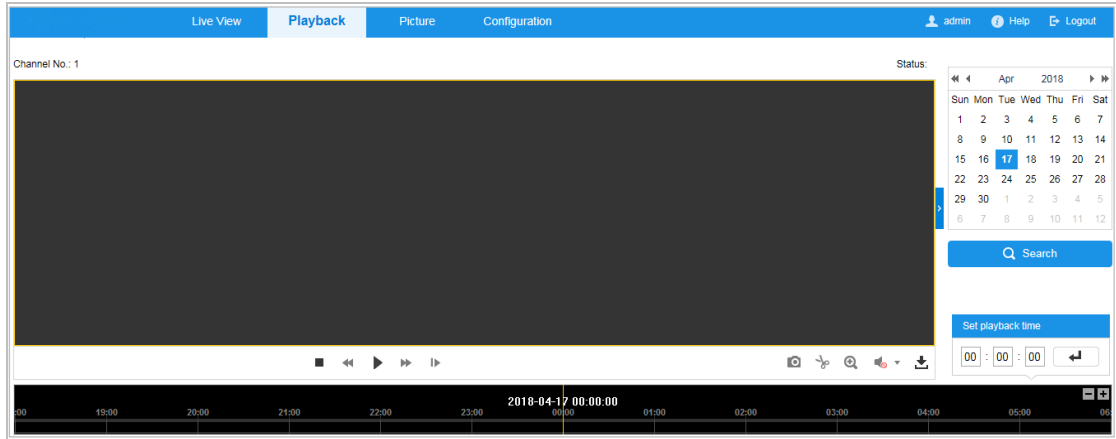 Live View Playback Picture Configuration admin Help Logout
Channel No.: 1 Status:
Apr 2018
Sun Mon Tue Wed Thu Fri Sat
1 2 3 4 5 6 7
8 9 10 11 12 13 14
15 16 17 18 19 20 21
22 23 24 25 26 27 28
29 30 1 2 3 4 5
6 7 8 9 10 11 12
Search
Set playback time
00 : 00 : 00
2018-04-17 00:00:00
:00 19:00 20:00 21:00 22:00 23:00 00:00 01:00 02:00 03:00 04:00 05:00 06: